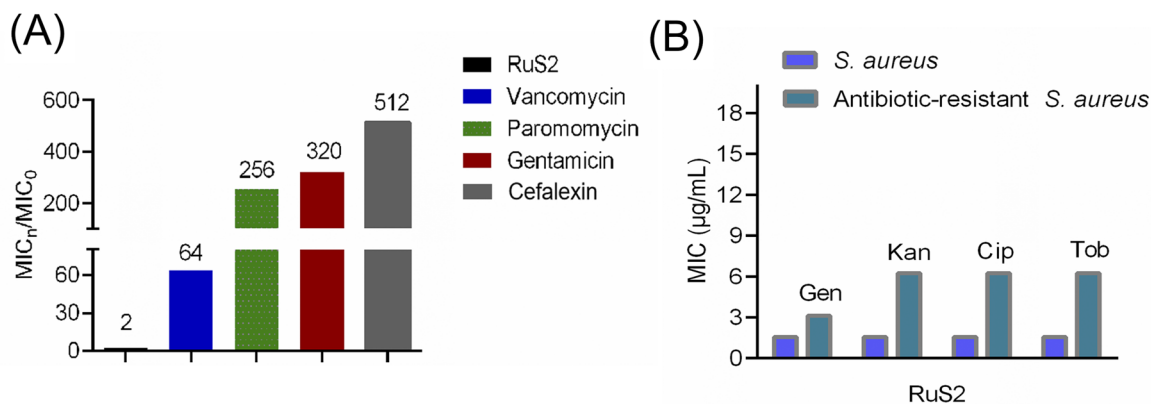 (A)
RuS2
Vancomycin
Paromomycin
Gentamicin
Cefalexin
MICn/MIC0
600
400
200
60
30
0
2
64
256
320
512
(B)
S. aureus
Antibiotic-resistant S. aureus
MIC (µg/mL)
18
15
12
9
6
3
0
Gen
Kan
Cip
Tob
RuS2